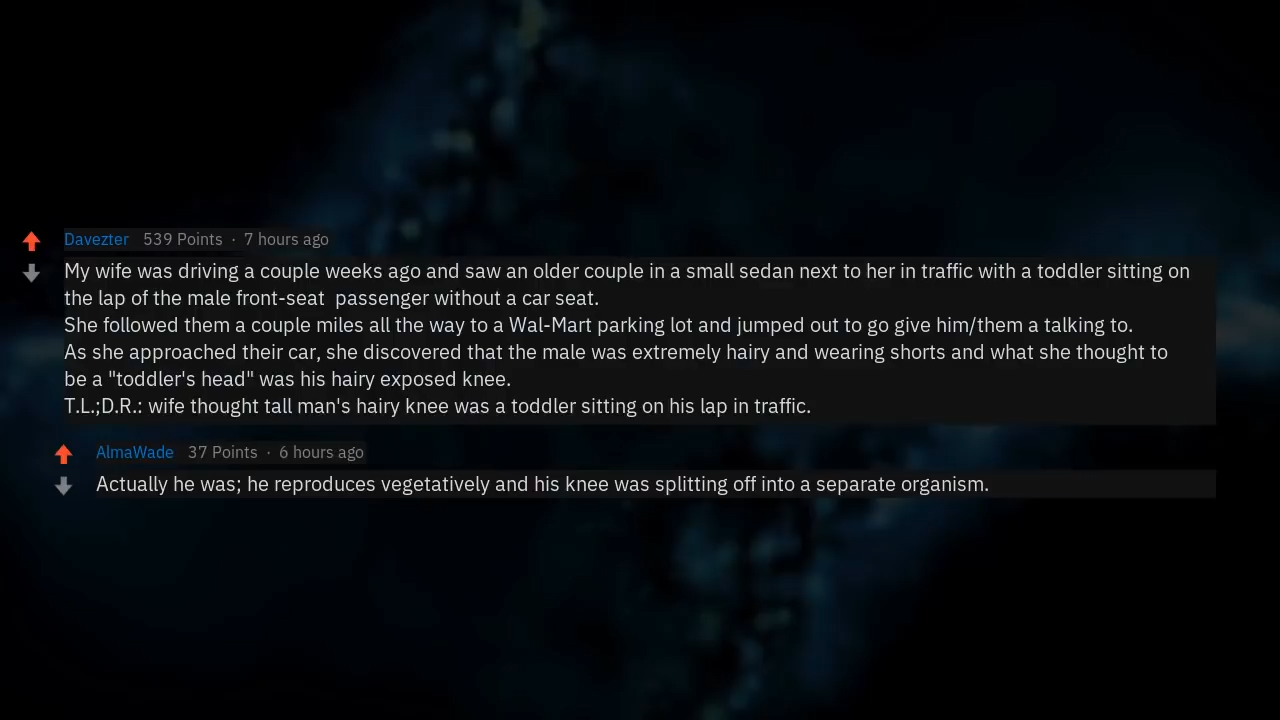 Davezter 539 Points · 7 hours ago
My wife was driving a couple weeks ago and saw an older couple in a small sedan next to her in traffic with a toddler sitting on
the lap of the male front-seat  passenger without a car seat.
She followed them a couple miles all the way to a Wal-Mart parking lot and jumped out to go give him/them a talking to.
As she approached their car, she discovered that the male was extremely hairy and wearing shorts and what she thought to
be a "toddler's head" was his hairy exposed knee.
T.L.;D.R.: wife thought tall man's hairy knee was a toddler sitting on his lap in traffic.
AlmaWade 37 Points · 6 hours ago
Actually he was; he reproduces vegetatively and his knee was splitting off into a separate organism.